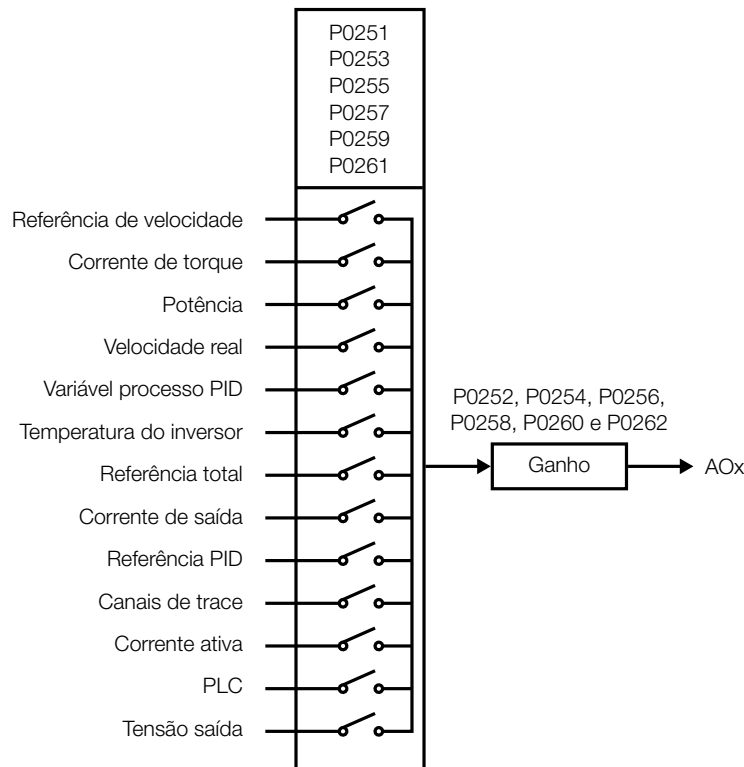 P0251
P0253
P0255
P0257
P0259
P0261
Referência de velocidade
Corrente de torque
Potência
Velocidade real
Variável processo PID
Temperatura do inversor
Referência total
Corrente de saída
Referência PID
Canais de trace
Corrente ativa
PLC
Tensão saída
P0252, P0254, P0256,
P0258, P0260 e P0262
Ganho
AOx